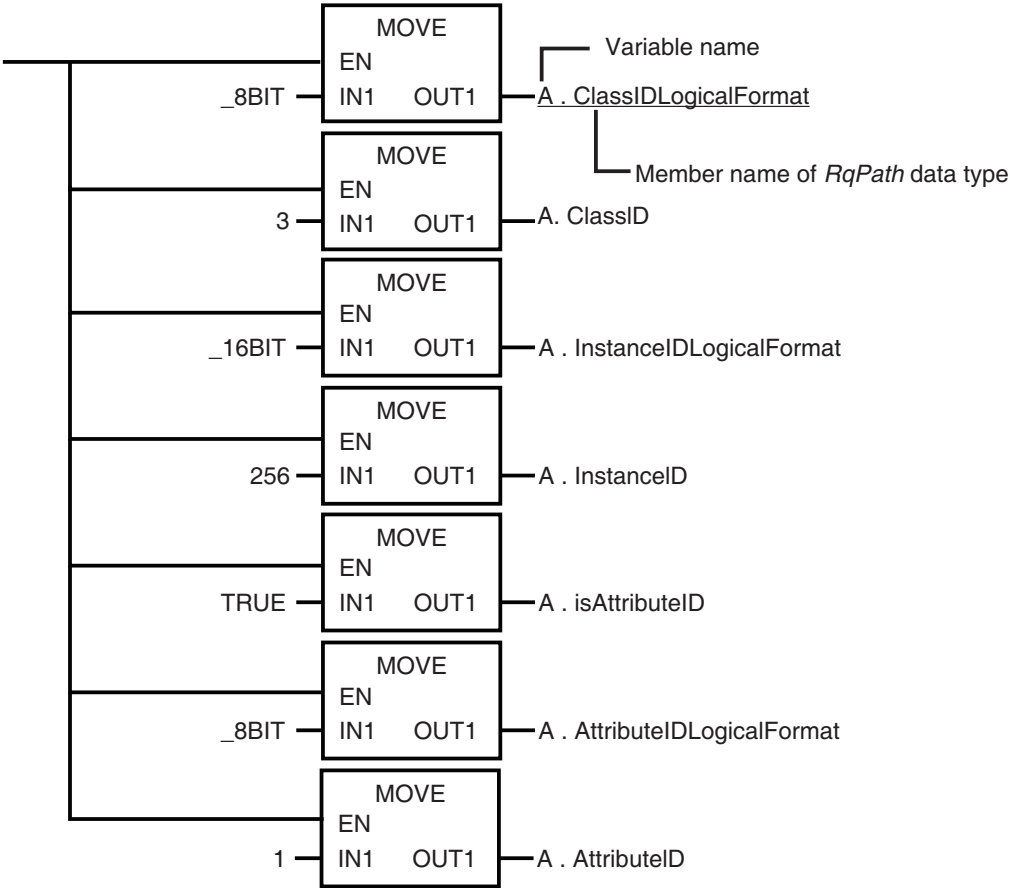 MOVE
Variable name
EN
_8BIT IN1 OUT1 A . ClassIDLogicalFormat
MOVE
Member name of RqPath data type
EN
3 IN1 OUT1 A. ClassID
MOVE
EN
_16BIT IN1 OUT1 A . InstanceIDLogicalFormat
MOVE
EN
256 IN1 OUT1 A . InstanceID
MOVE
EN
TRUE IN1 OUT1 A . isAttributeID
MOVE
EN
_8BIT IN1 OUT1 A . AttributeIDLogicalFormat
MOVE
EN
1 IN1 OUT1 A . AttributeID